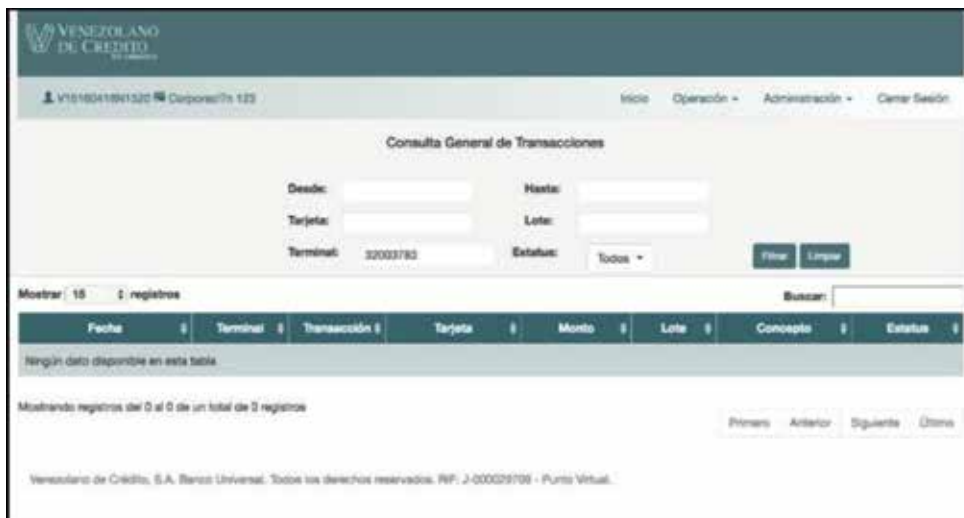 VENEZOLANO
DE CRÉDITO
Inicio Operación Administración Cerrar Sesión
Consulta General de Transacciones
Desde: Hasta:
Tarjeta: Lote:
Terminal: 32003783 Estatus: Todos Filtrar Limpiar
Mostrar 15 registros Buscar:
Fecha Terminal Transacción Tarjeta Monto Lote Concepto Estatus
Ningún dato disponible en esta tabla
Mostrando registros del 0 al 0 de un total de 0 registros
Primero Anterior Siguiente Último
Venezolano de Crédito, S.A. Banco Universal. Todos los derechos reservados. RIF: - Punto Virtual.